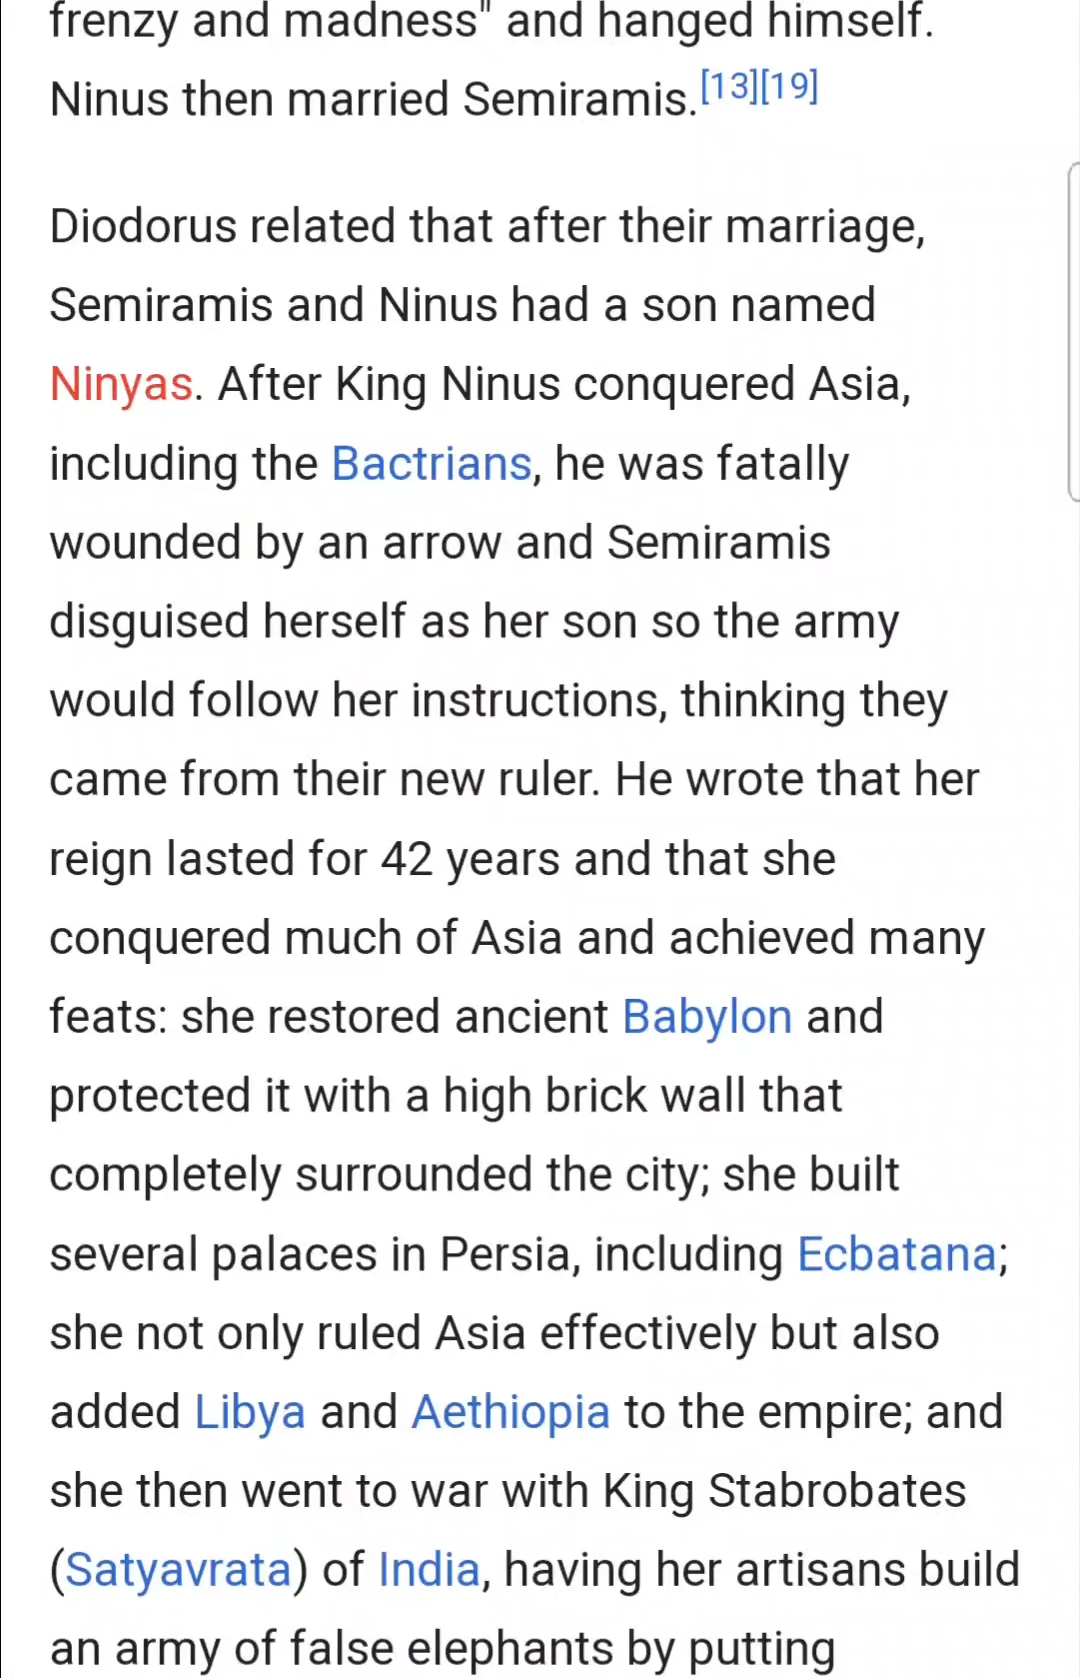 frenzy and madness" and hanged himself.
Ninus then married Semiramis.[13][19]
Diodorus related that after their marriage,
Semiramis and Ninus had a son named
Ninyas. After King Ninus conquered Asia,
including the Bactrians, he was fatally
wounded by an arrow and Semiramis
disguised herself as her son so the army
would follow her instructions, thinking they
came from their new ruler. He wrote that her
reign lasted for 42 years and that she
conquered much of Asia and achieved many
feats: she restored ancient Babylon and
protected it with a high brick wall that
completely surrounded the city; she built
several palaces in Persia, including Ecbatana;
she not only ruled Asia effectively but also
added Libya and Aethiopia to the empire; and
she then went to war with King Stabrobates
(Satyavrata) of India, having her artisans build
an army of false elephants by putting